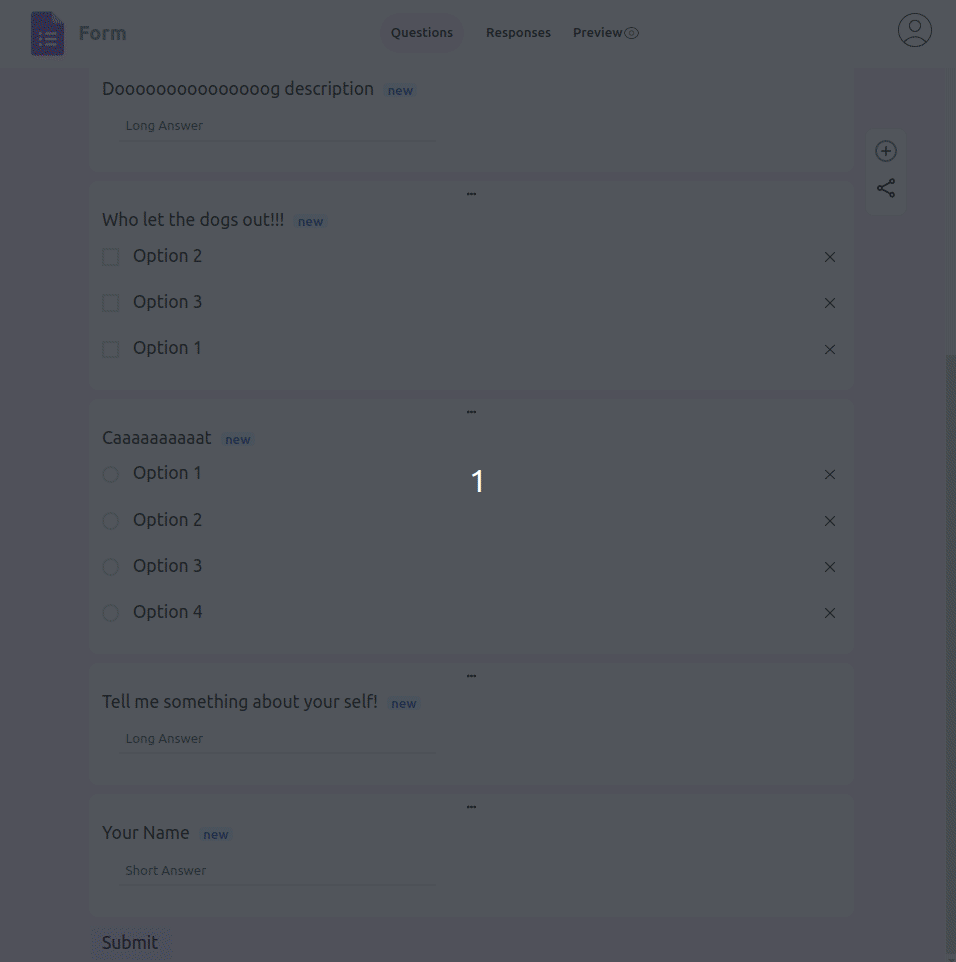 Form
Questions Responses Preview
Dooooooooooooooog description new
Long Answer
Who let the dogs out!!! new
Option 2
Option 3
Option 1
Caaaaaaaaaat new
Option 1
Option 2
Option 3
Option 4
1
Tell me something about your self! new
Long Answer
Your Name new
Short Answer
Submit